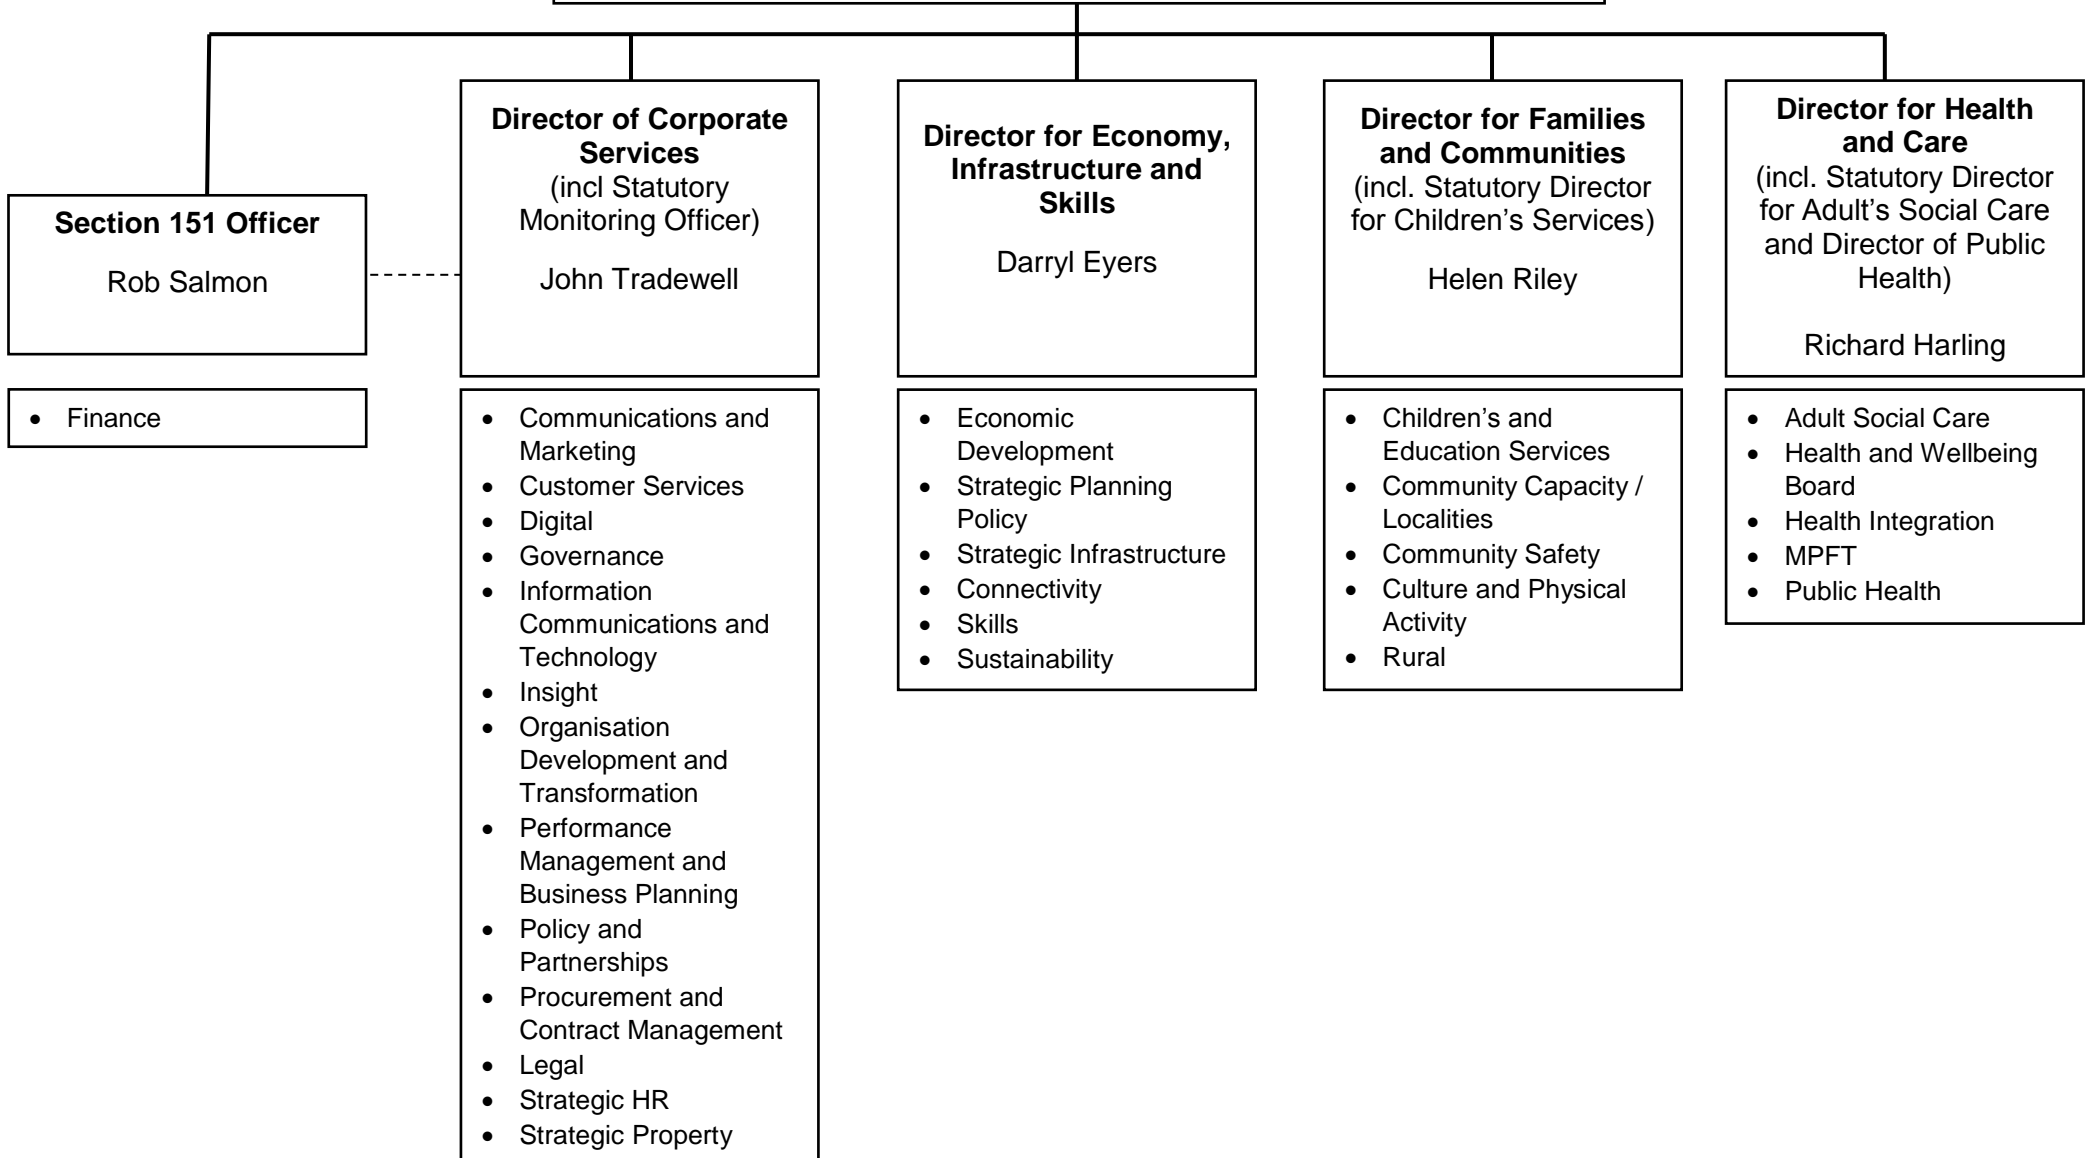 Section 151 Officer
Rob Salmon
• Finance
Director of Corporate
Services
(incl Statutory
Monitoring Officer)
John Tradewell
• Communications and
Marketing
• Customer Services
• Digital
• Governance
• Information
Communications and
Technology
• Insight
• Organisation
Development and
Transformation
• Performance
Management and
Business Planning
• Policy and
Partnerships
• Procurement and
Contract Management
• Legal
• Strategic HR
• Strategic Property
Director for Economy,
Infrastructure and
Skills
Darryl Eyers
• Economic
Development
• Strategic Planning
Policy
• Strategic Infrastructure
• Connectivity
• Skills
• Sustainability
Director for Families
and Communities
(incl. Statutory Director
for Children’s Services)
Helen Riley
• Children’s and
Education Services
• Community Capacity /
Localities
• Community Safety
• Culture and Physical
Activity
• Rural
Director for Health
and Care
(incl. Statutory Director
for Adult’s Social Care
and Director of Public
Health)
Richard Harling
• Adult Social Care
• Health and Wellbeing
Board
• Health Integration
• MPFT
• Public Health